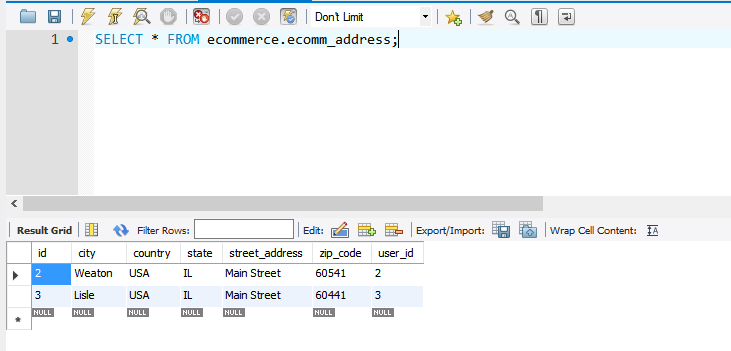 Don't Limit
1 SELECT * FROM ecommerce.ecomm_address;
Result Grid Filter Rows: Edit: Export/Import: Wrap Cell Content: IA
id city country state street_address zip_code user_id
2 Weaton USA IL Main Street 60541 2
3 Lisle USA IL Main Street 60441 3
NULL NULL NULL NULL NULL NULL NULL